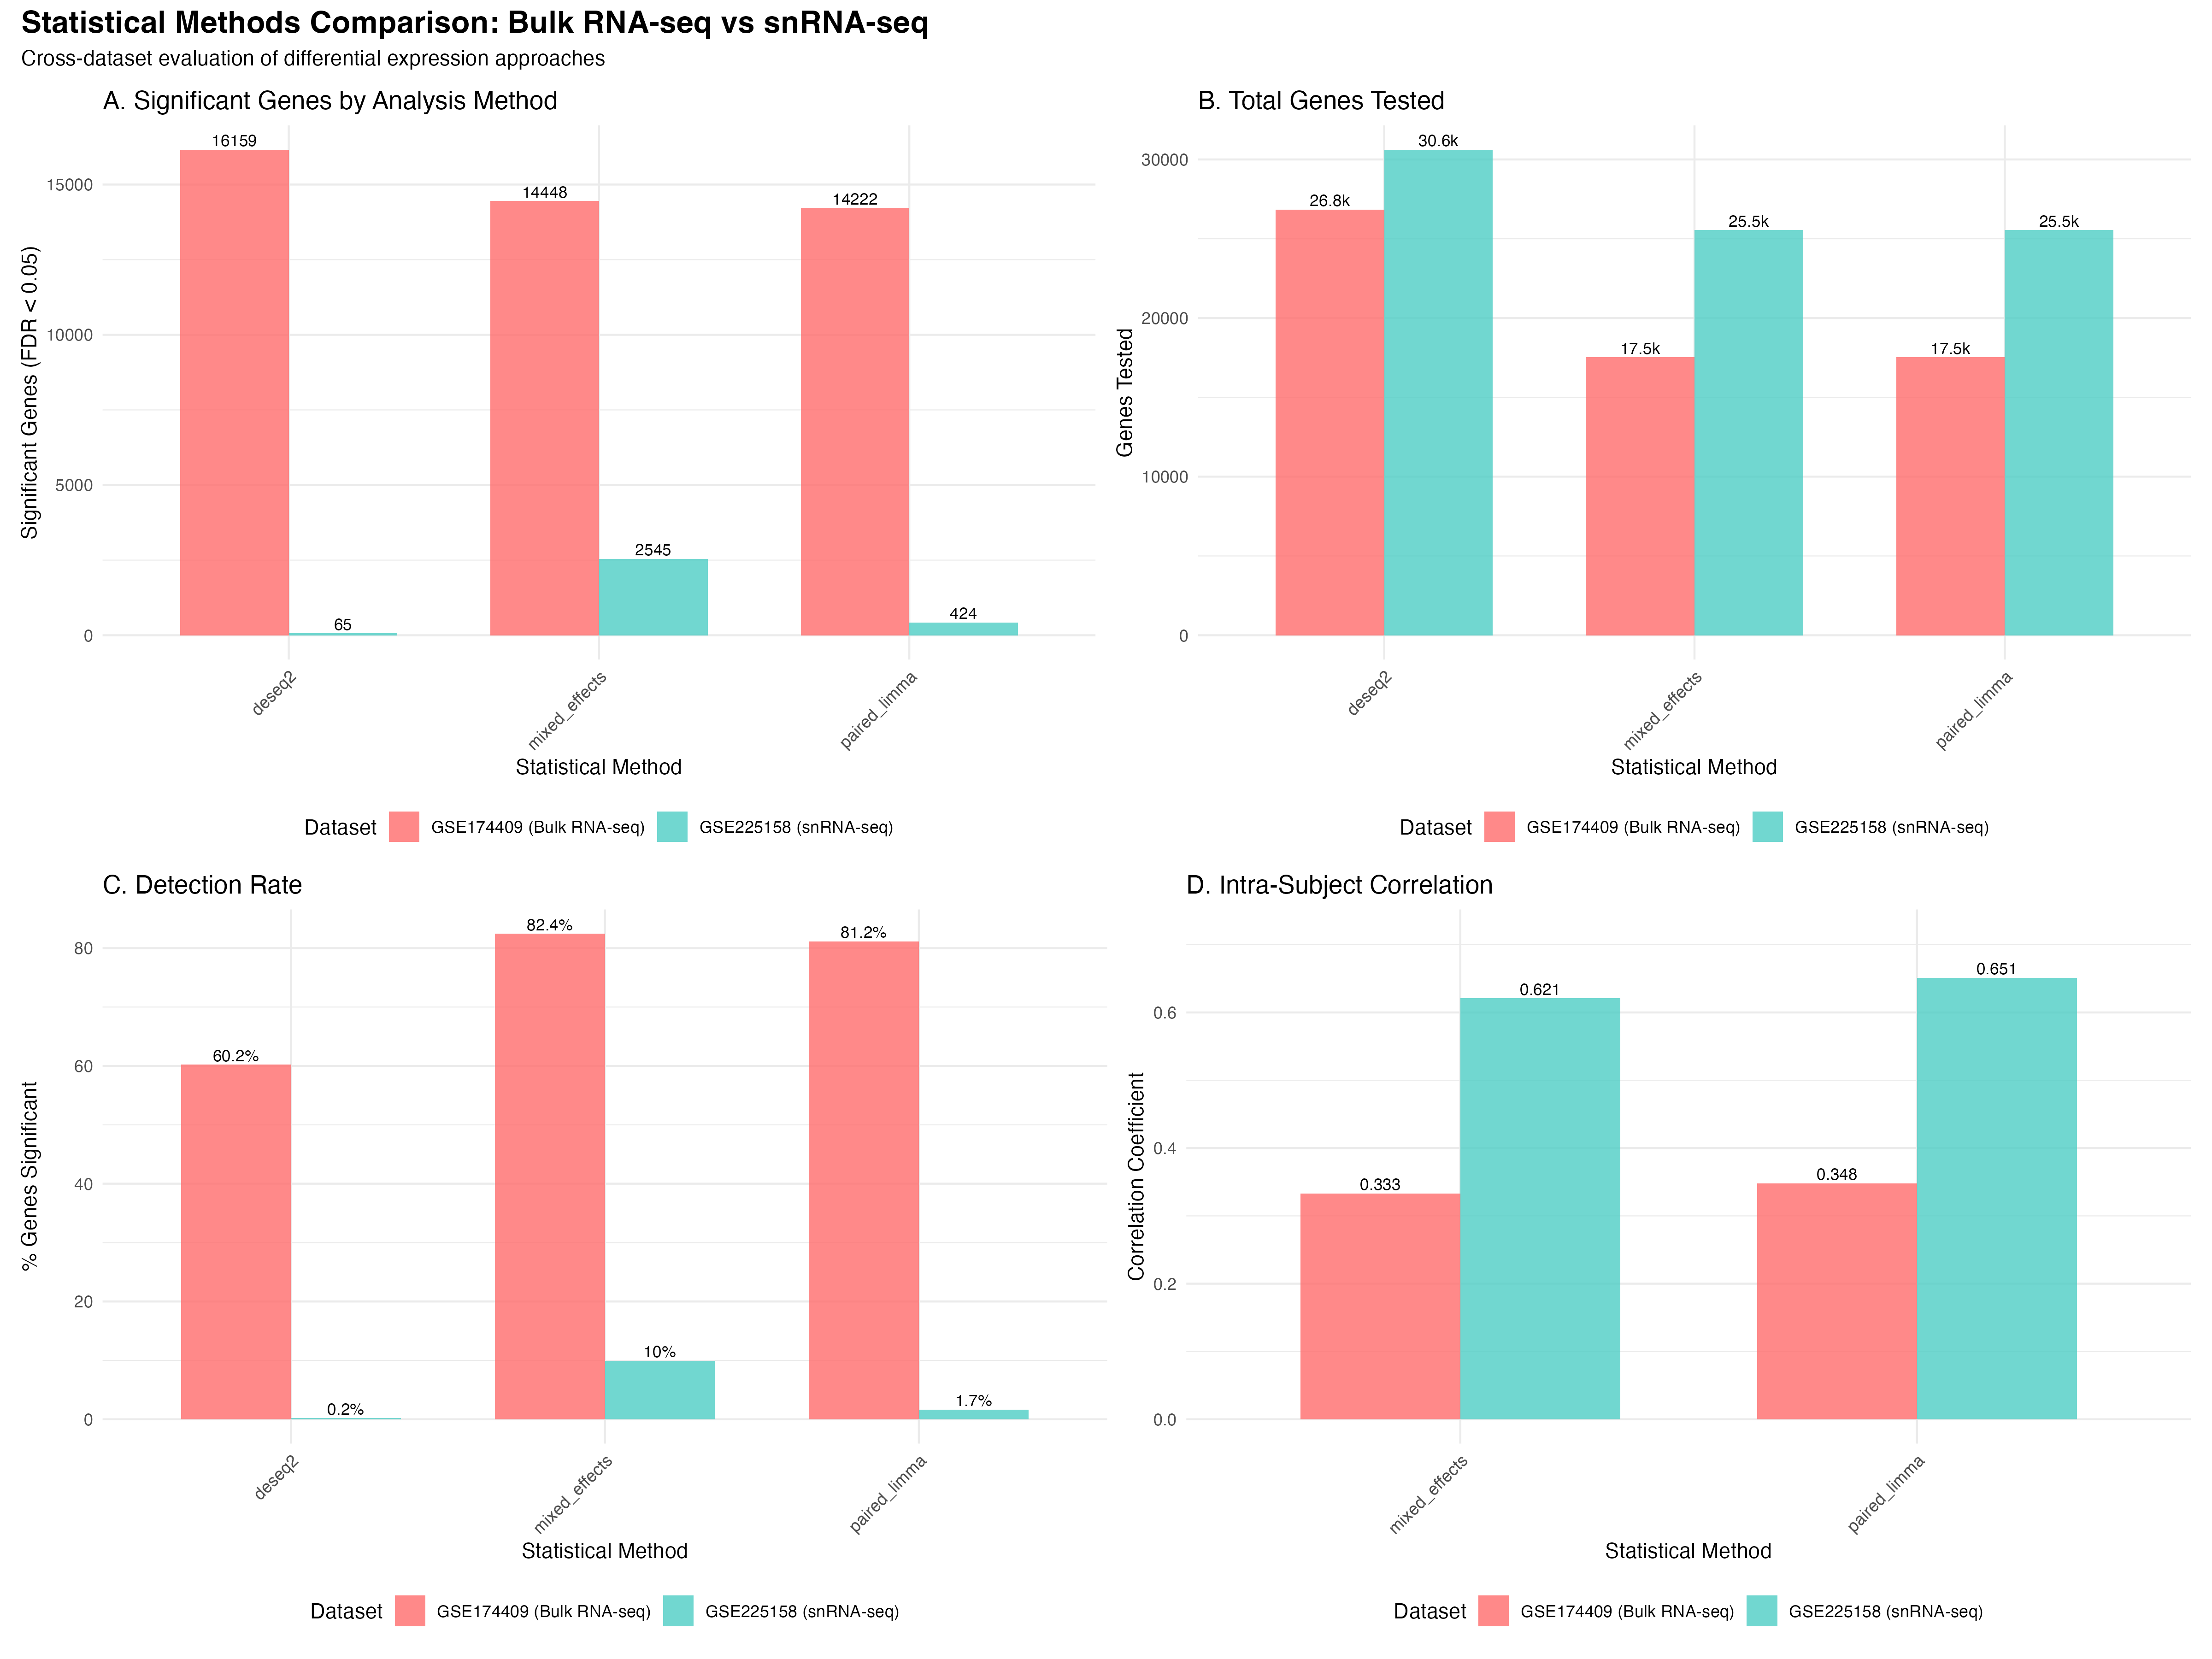 Statistical Methods Comparison: Bulk RNA-seq vs snRNA-seq
Cross-dataset evaluation of differential expression approaches
A. Significant Genes by Analysis Method
Significant Genes (FDR < 0.05)
15000
10000
5000
0
16159
65
14448
2545
14222
424
deseq2
mixed_effects
paired_limma
Statistical Method
Dataset GSE174409 (Bulk RNA-seq) GSE225158 (snRNA-seq)
B. Total Genes Tested
Genes Tested
30000
20000
10000
0
26.8k
30.6k
17.5k
25.5k
17.5k
25.5k
deseq2
mixed_effects
paired_limma
Statistical Method
Dataset GSE174409 (Bulk RNA-seq) GSE225158 (snRNA-seq)
C. Detection Rate
% Genes Significant
80
60
40
20
0
60.2%
0.2%
82.4%
10%
81.2%
1.7%
deseq2
mixed_effects
paired_limma
Statistical Method
Dataset GSE174409 (Bulk RNA-seq) GSE225158 (snRNA-seq)
D. Intra-Subject Correlation
Correlation Coefficient
0.6
0.4
0.2
0.0
0.333
0.621
0.348
0.651
mixed_effects
paired_limma
Statistical Method
Dataset GSE174409 (Bulk RNA-seq) GSE225158 (snRNA-seq)